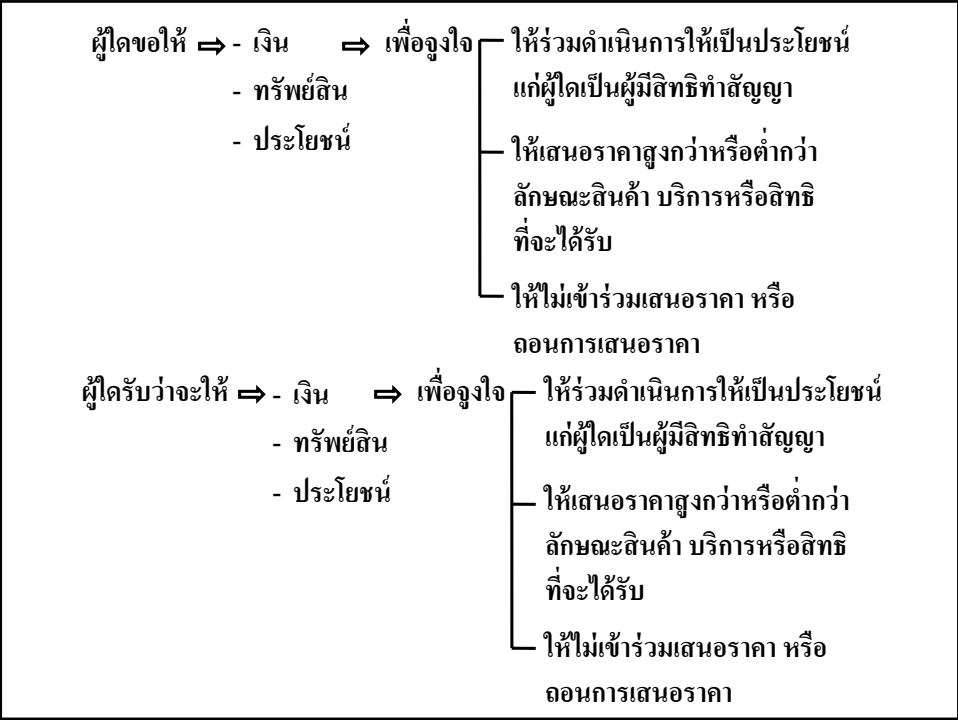 ผู้ใดขอให้ ⇨ - เงิน ⇨ เพื่อจูงใจ ให้ร่วมดำเนินการให้เป็นประโยชน์
- ทรัพย์สิน แก่ผู้ใดเป็นผู้มีสิทธิทำสัญญา
- ประโยชน์ ให้เสนอราคาสูงกว่าหรือต่ำกว่า
ลักษณะสินค้า บริการหรือสิทธิ
ที่จะได้รับ
ให้ไม่เข้าร่วมเสนอราคา หรือ
ถอนการเสนอราคา
ผู้ใดรับว่าจะให้ ⇨ - เงิน ⇨ เพื่อจูงใจ ให้ร่วมดำเนินการให้เป็นประโยชน์
- ทรัพย์สิน แก่ผู้ใดเป็นผู้มีสิทธิทำสัญญา
- ประโยชน์ ให้เสนอราคาสูงกว่าหรือต่ำกว่า
ลักษณะสินค้า บริการหรือสิทธิ
ที่จะได้รับ
ให้ไม่เข้าร่วมเสนอราคา หรือ
ถอนการเสนอราคา